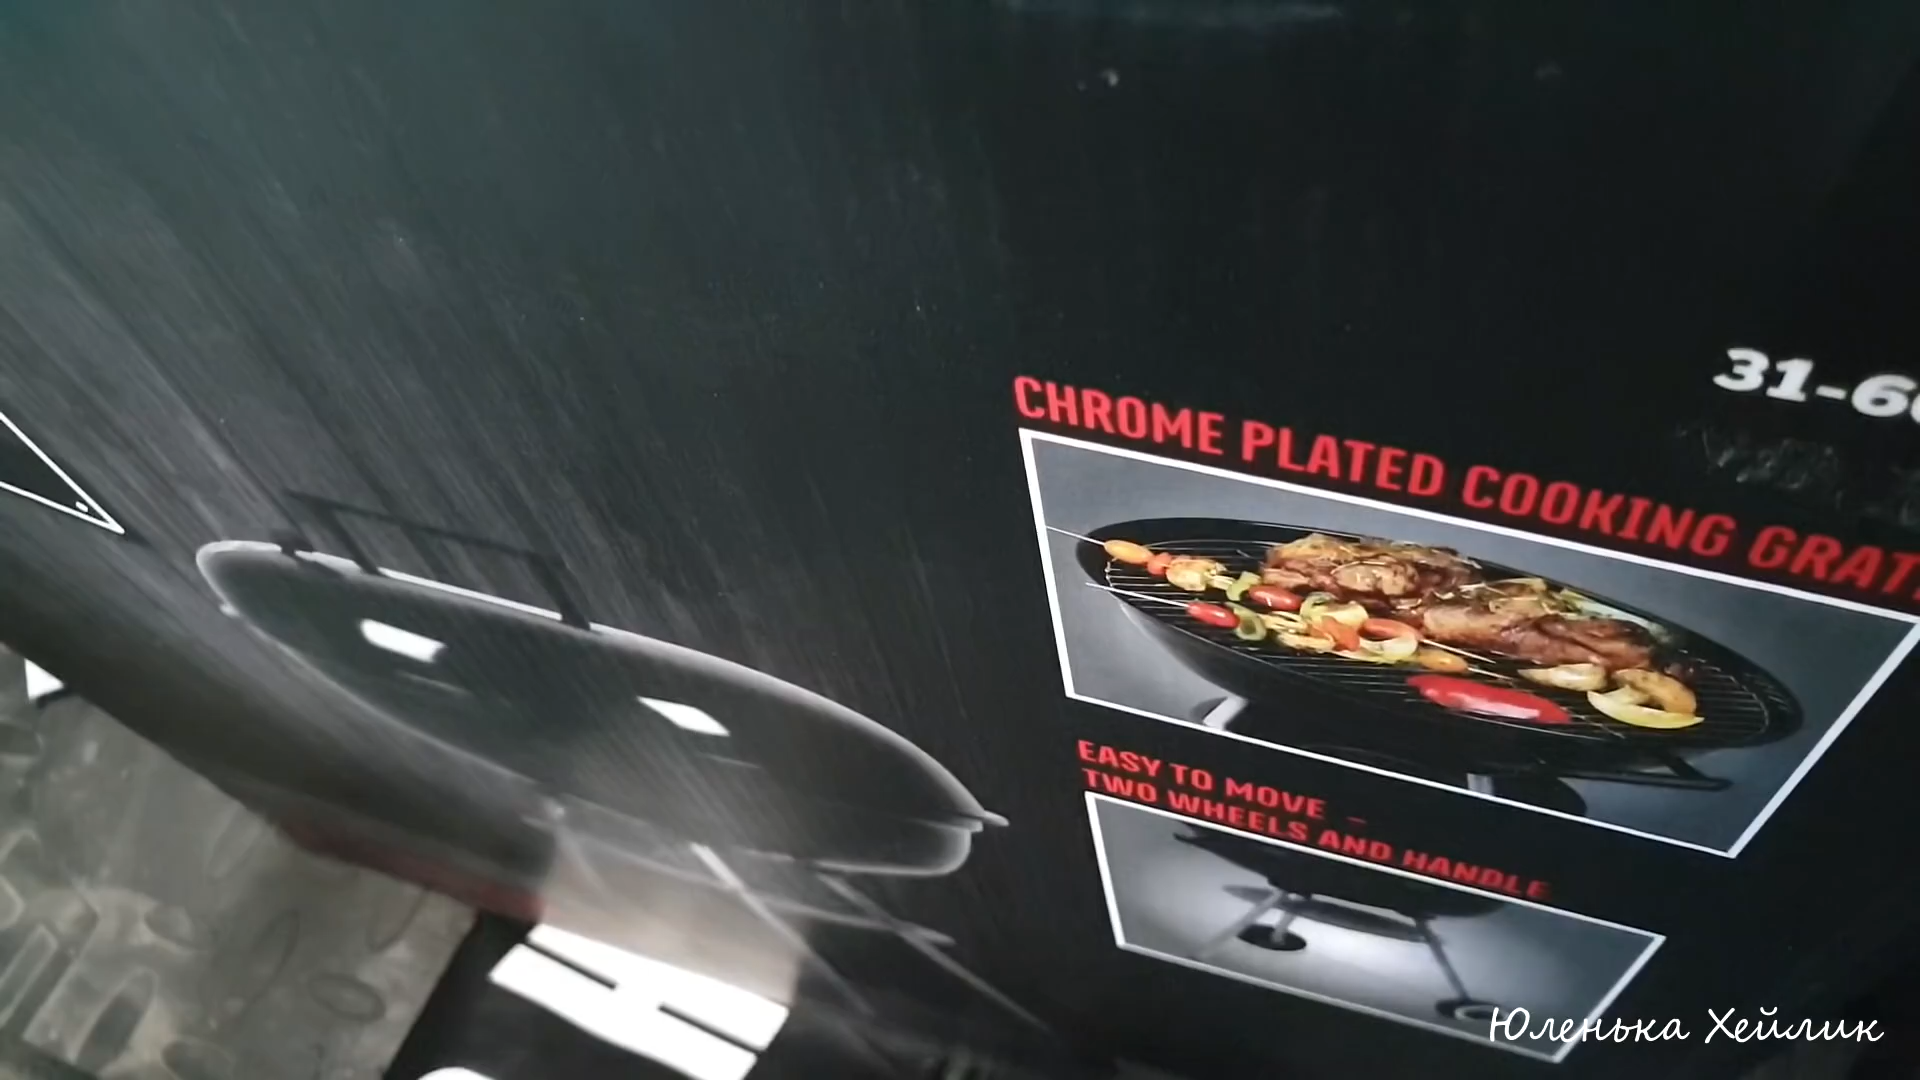 31-6
CHROME PLATED COOKING GRAT
EASY TO MOVE –
TWO WHEELS AND HANDLE
H
Юленька Хейлик